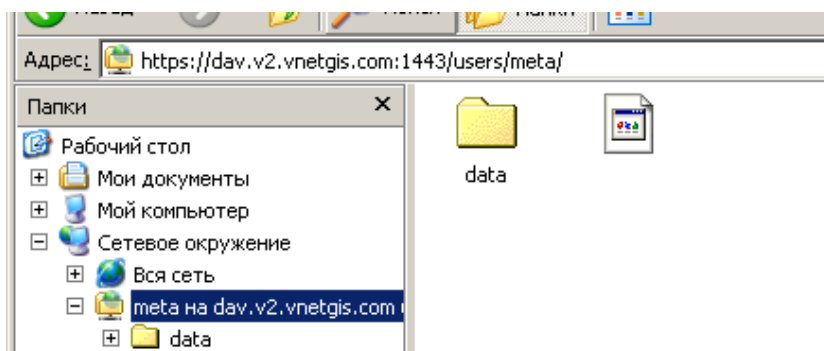 Адрес: https://dav.v2.vnetgis.com:1443/users/meta/
Папки
Рабочий стол
Мои документы
Мой компьютер
Сетевое окружение
Вся сеть
meta на dav.v2.vnetgis.com
data
data